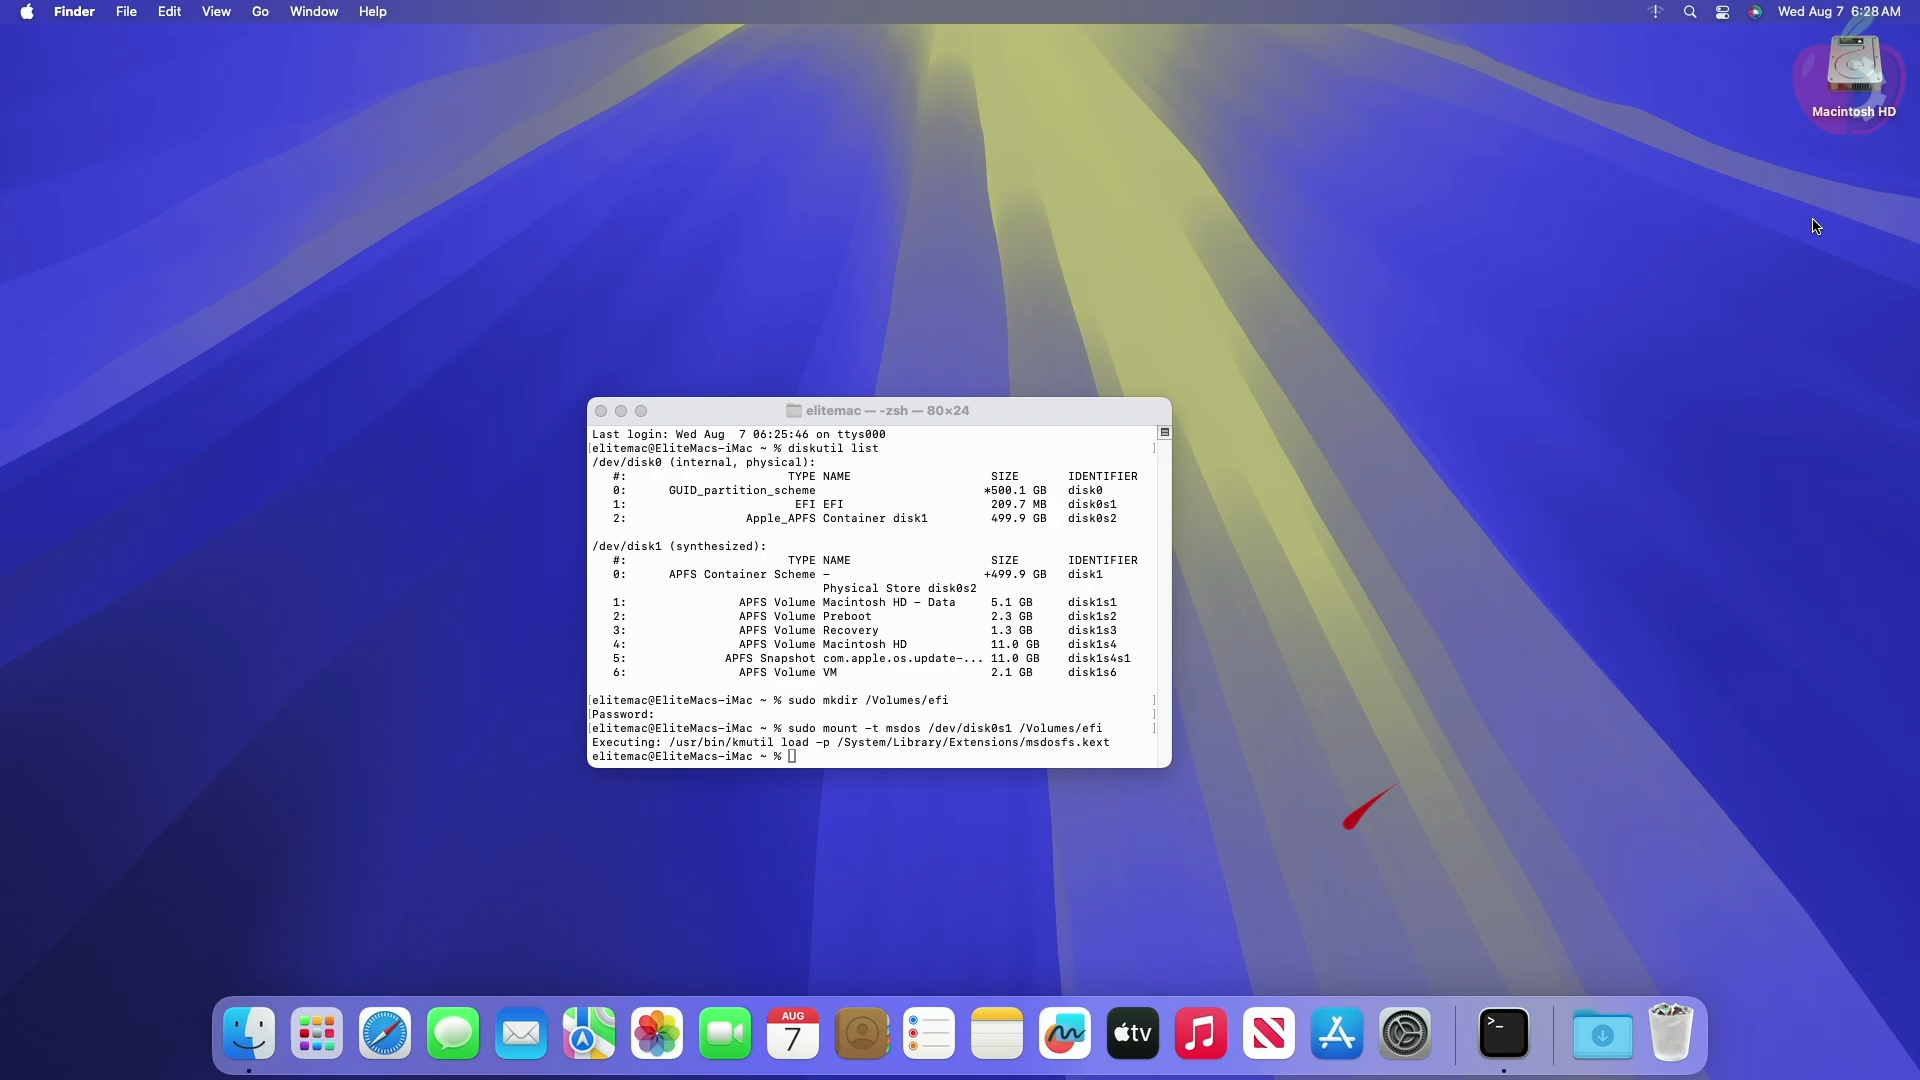 Finder File Edit View Go Window Help Wed Aug 7 6:28 AM
Macintosh HD
elitemac — -zsh — 80×24
Last login: Wed Aug  7 06:25:46 on ttys000
[elitemac@EliteMacs-iMac ~ % diskutil list ]
/dev/disk0 (internal, physical):
#: TYPE NAME SIZE IDENTIFIER
0: GUID_partition_scheme *500.1 GB disk0
1: EFI EFI 209.7 MB disk0s1
2: Apple_APFS Container disk1 499.9 GB disk0s2
/dev/disk1 (synthesized):
#: TYPE NAME SIZE IDENTIFIER
0: APFS Container Scheme - +499.9 GB disk1
Physical Store disk0s2
1: APFS Volume Macintosh HD - Data 5.1 GB disk1s1
2: APFS Volume Preboot 2.3 GB disk1s2
3: APFS Volume Recovery 1.3 GB disk1s3
4: APFS Volume Macintosh HD 11.0 GB disk1s4
5: APFS Snapshot com.apple.os.update-... 11.0 GB disk1s4s1
6: APFS Volume VM 2.1 GB disk1s6
[elitemac@EliteMacs-iMac ~ % sudo mkdir /Volumes/efi ]
[Password: ]
[elitemac@EliteMacs-iMac ~ % sudo mount -t msdos /dev/disk0s1 /Volumes/efi ]
Executing: /usr/bin/kmutil load -p /System/Library/Extensions/msdosfs.kext
elitemac@EliteMacs-iMac ~ %
AUG
7
tv
>_